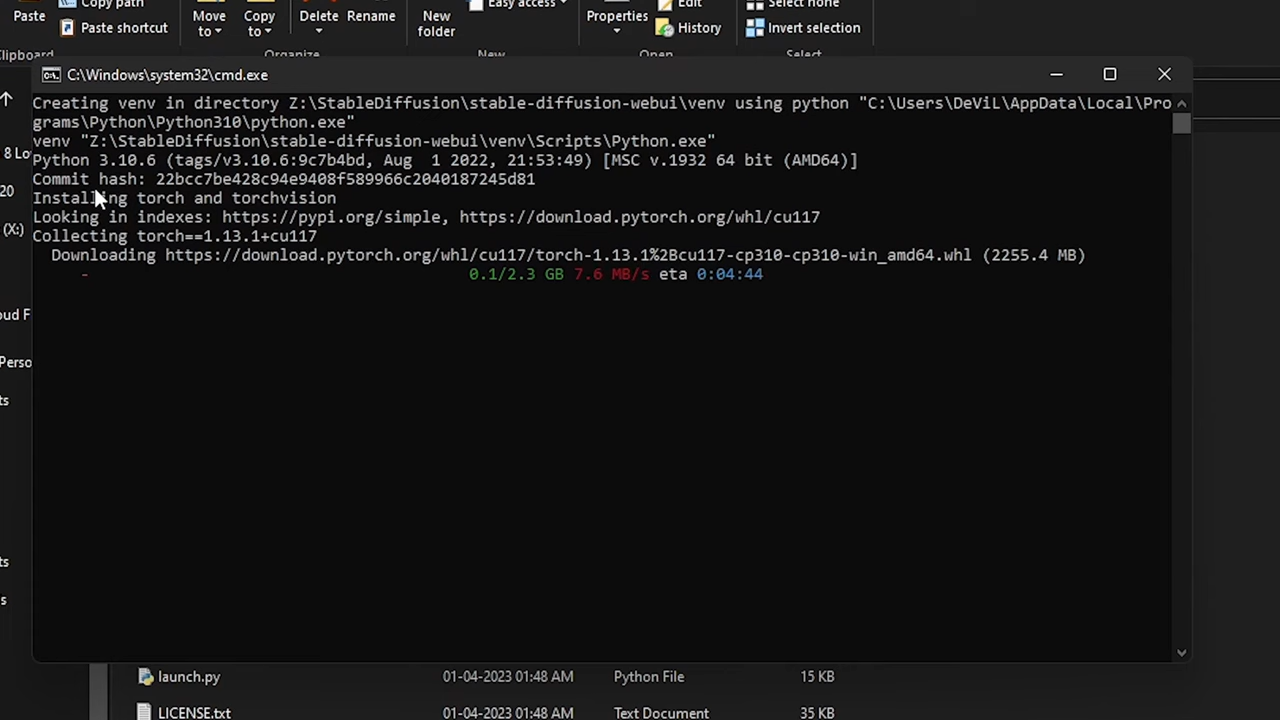 Copy path
Easy access
Edit
Select none
Paste
Paste shortcut
Move
to
Copy
to
Delete
Rename
New
folder
Properties
History
Invert selection
Clipboard
Organize
New
Open
Select
C:\Windows\system32\cmd.exe
Creating venv in directory Z:\StableDiffusion\stable-diffusion-webui\venv using python "C:\Users\DeViL\AppData\Local\Pro
grams\Python\Python310\python.exe"
venv "Z:\StableDiffusion\stable-diffusion-webui\venv\Scripts\Python.exe"
Python 3.10.6 (tags/v3.10.6:9c7b4bd, Aug  1 2022, 21:53:49) [MSC v.1932 64 bit (AMD64)]
Commit hash: 22bcc7be428c94e9408f589966c2040187245d81
Installing torch and torchvision
Looking in indexes: https://pypi.org/simple, https://download.pytorch.org/whl/cu117
Collecting torch==1.13.1+cu117
Downloading https://download.pytorch.org/whl/cu117/torch-1.13.1%2Bcu117-cp310-cp310-win_amd64.whl (2255.4 MB)
- 0.1/2.3 GB 7.6 MB/s eta 0:04:44
8 Lo
20
(X:)
oud F
Perso
ts
ts
s
launch.py 01-04-2023 01:48 AM Python File 15 KB
LICENSE.txt 01-04-2023 01:48 AM Text Document 35 KB